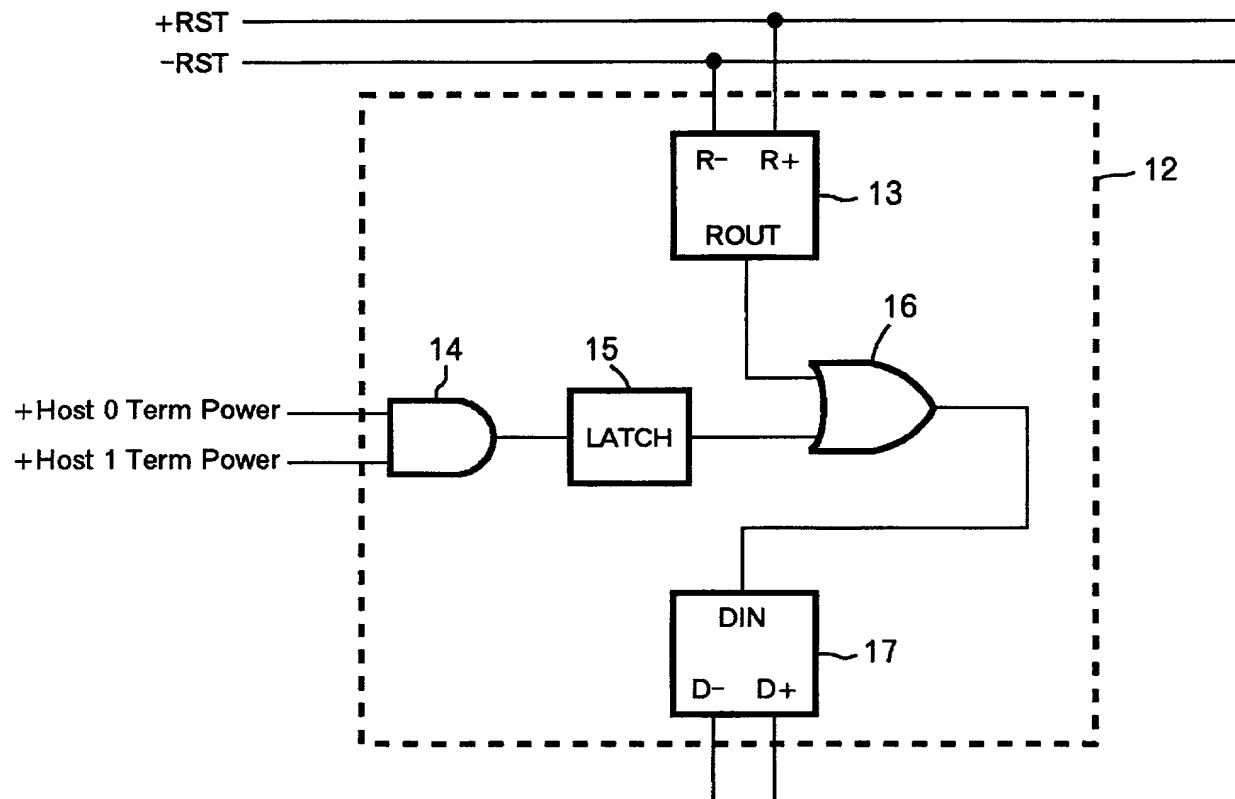 +RST
−RST
R− R+
ROUT
13
12
16
14
15
+Host 0 Term Power
+Host 1 Term Power
LATCH
DIN
D− D+
17